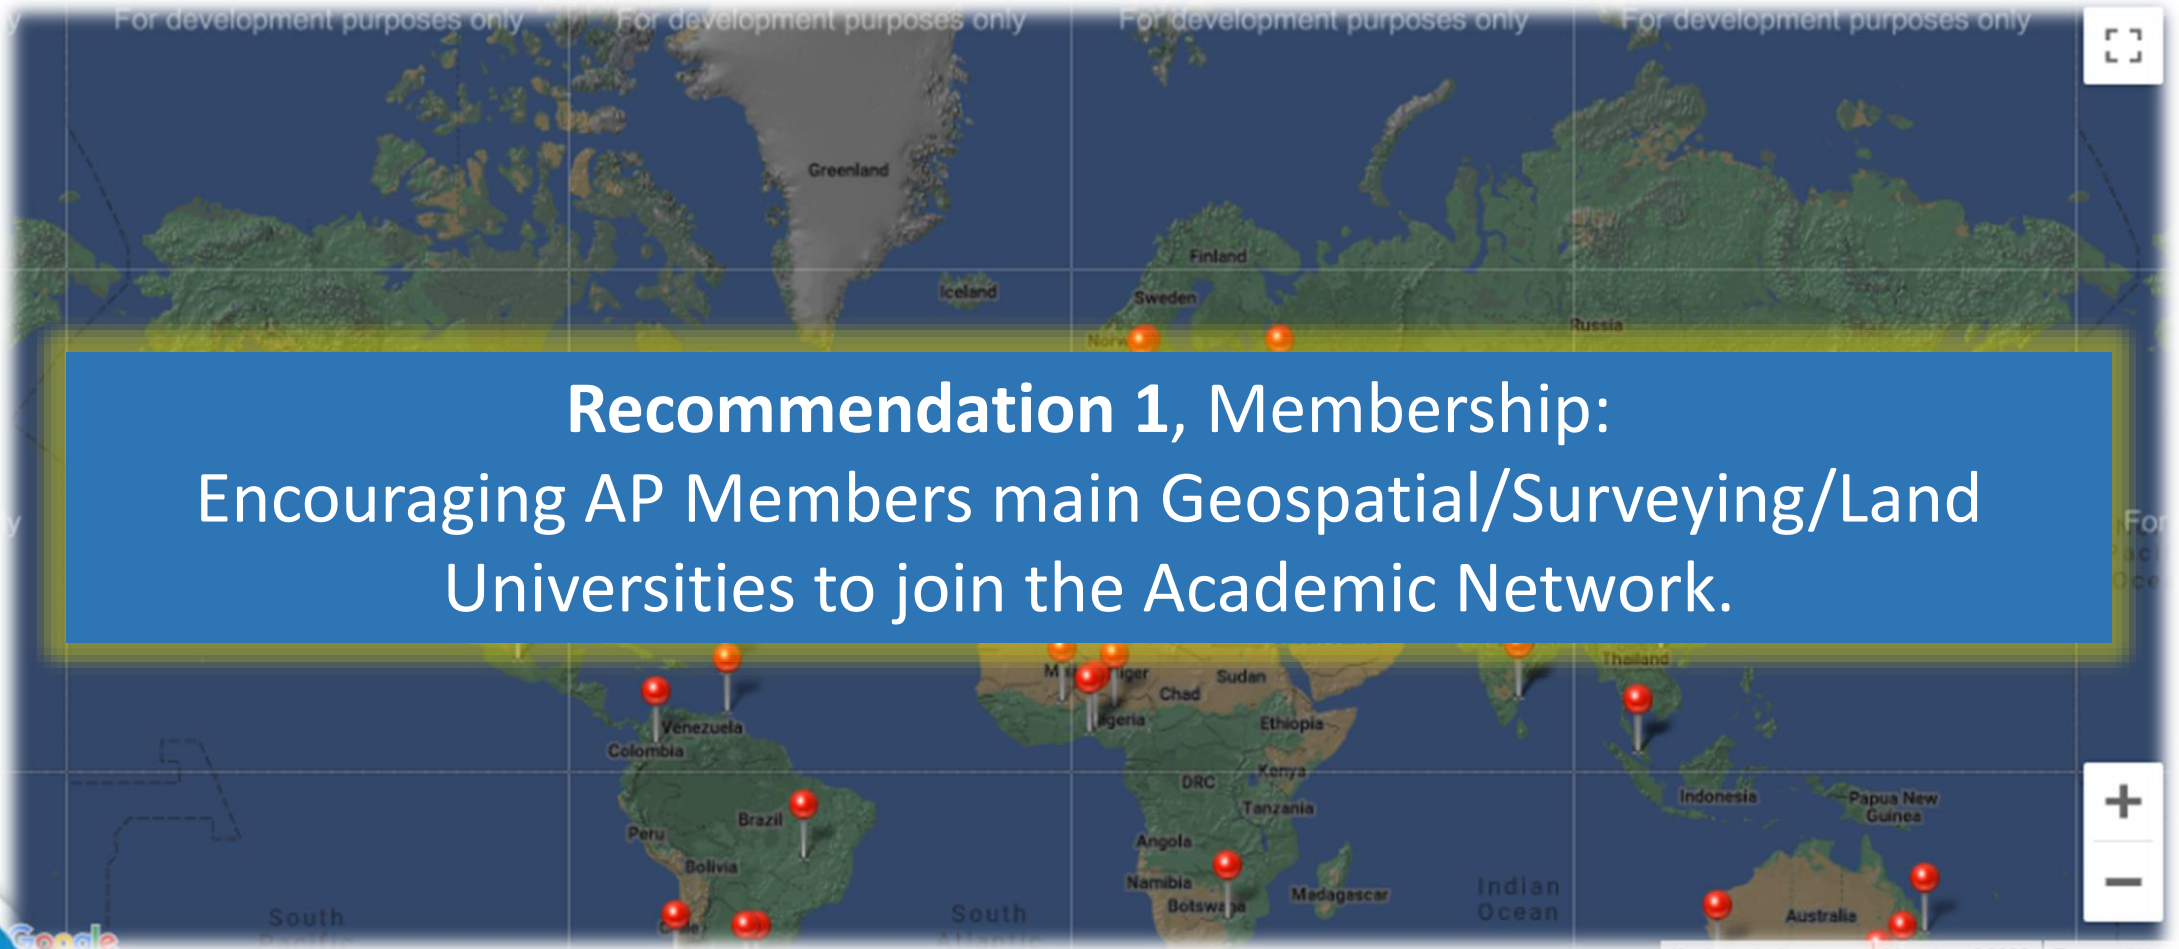 For development purposes only For development purposes only For development purposes only For development purposes only
Greenland
Finland
Iceland
Sweden
Russia
Recommendation 1, Membership:
Encouraging AP Members main Geospatial/Surveying/Land
Universities to join the Academic Network.
Thailand
Sudan
Chad
Venezuela
Ethiopia
Colombia
DRC
Kenya
Indonesia
Papua New
Guinea
Tanzania
Brazil
Peru
Angola
Bolivia
Namibia
Madagascar
Indian
Ocean
Botswana
South
South
Australia
Google